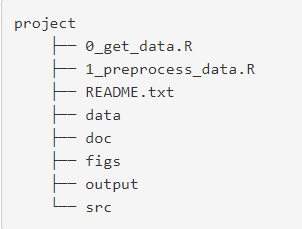 project
├── 0_get_data.R
├── 1_preprocess_data.R
├── README.txt
├── data
├── doc
├── figs
├── output
└── src